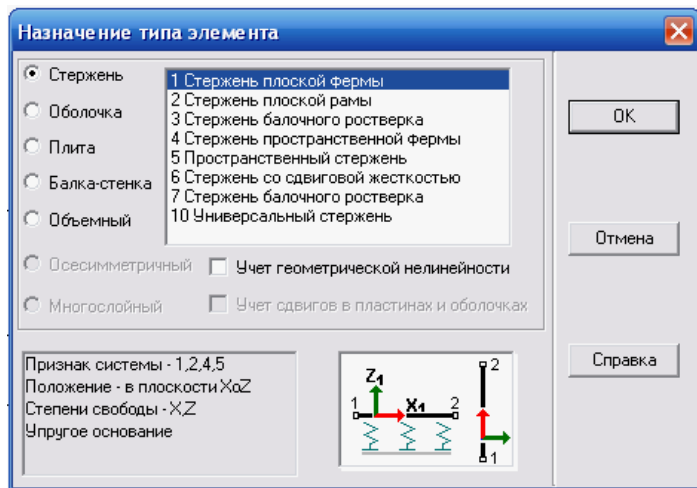 Назначение типа элемента
Стержень
Оболочка
Плита
Балка-стенка
Объемный
Осесимметричный
Многослойный
1 Стержень плоской фермы
2 Стержень плоской рамы
3 Стержень балочного ростверка
4 Стержень пространственной фермы
5 Пространственный стержень
6 Стержень со сдвиговой жесткостью
7 Стержень балочного ростверка
10 Универсальный стержень
Учет геометрической нелинейности
Учет сдвигов в пластинах и оболочках
OK
Отмена
Справка
Признак системы - 1,2,4,5
Положение - в плоскости XoZ
Степени свободы - X,Z
Упругое основание
Z1
1 X1 2
2
1